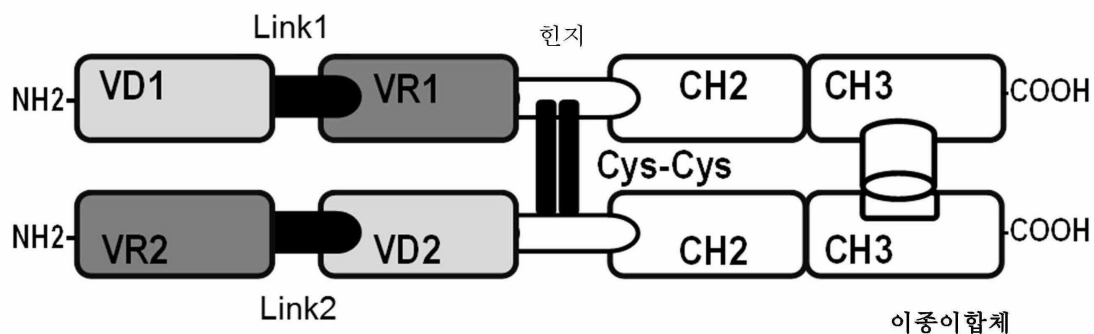 Link1
힌지
NH2 VD1 VR1 CH2 CH3 COOH
Cys-Cys
NH2 VR2 VD2 CH2 CH3 COOH
Link2
이종이합체